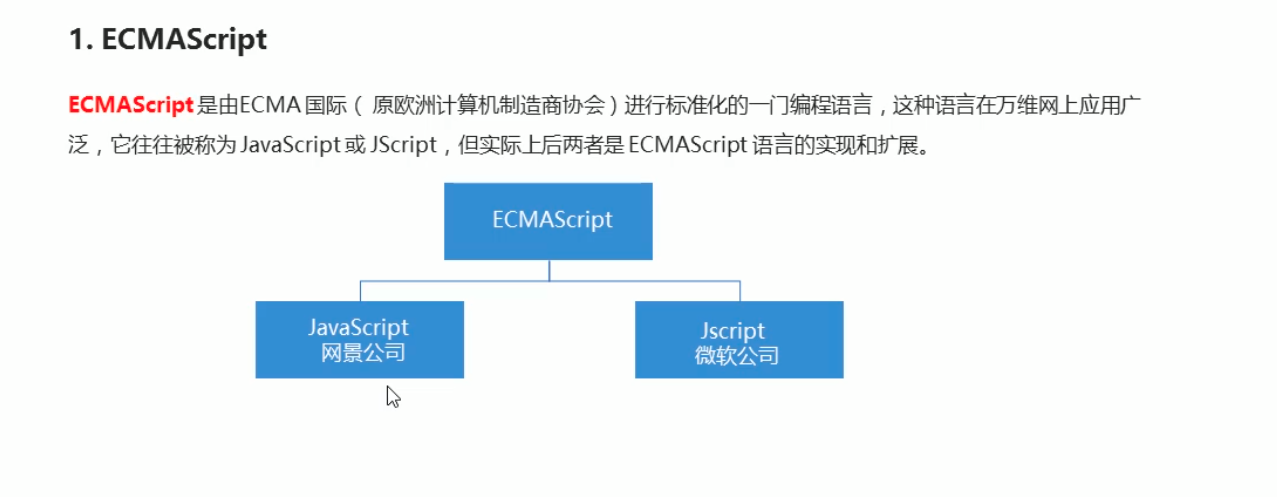 1. ECMAScript
ECMAScript 是由ECMA 国际（ 原欧洲计算机制造商协会）进行标准化的一门编程语言，这种语言在万维网上应用广
泛，它往往被称为 JavaScript 或 JScript，但实际上后两者是 ECMAScript 语言的实现和扩展。
ECMAScript
JavaScript
网景公司
Jscript
微软公司